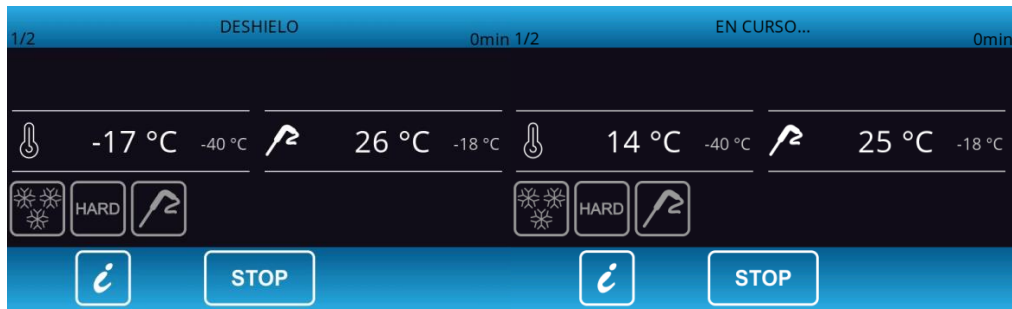 DESHIELO
1/2 0min
-17 °C -40 °C 26 °C -18 °C
HARD
i STOP
EN CURSO...
1/2 0min
14 °C -40 °C 25 °C -18 °C
HARD
i STOP